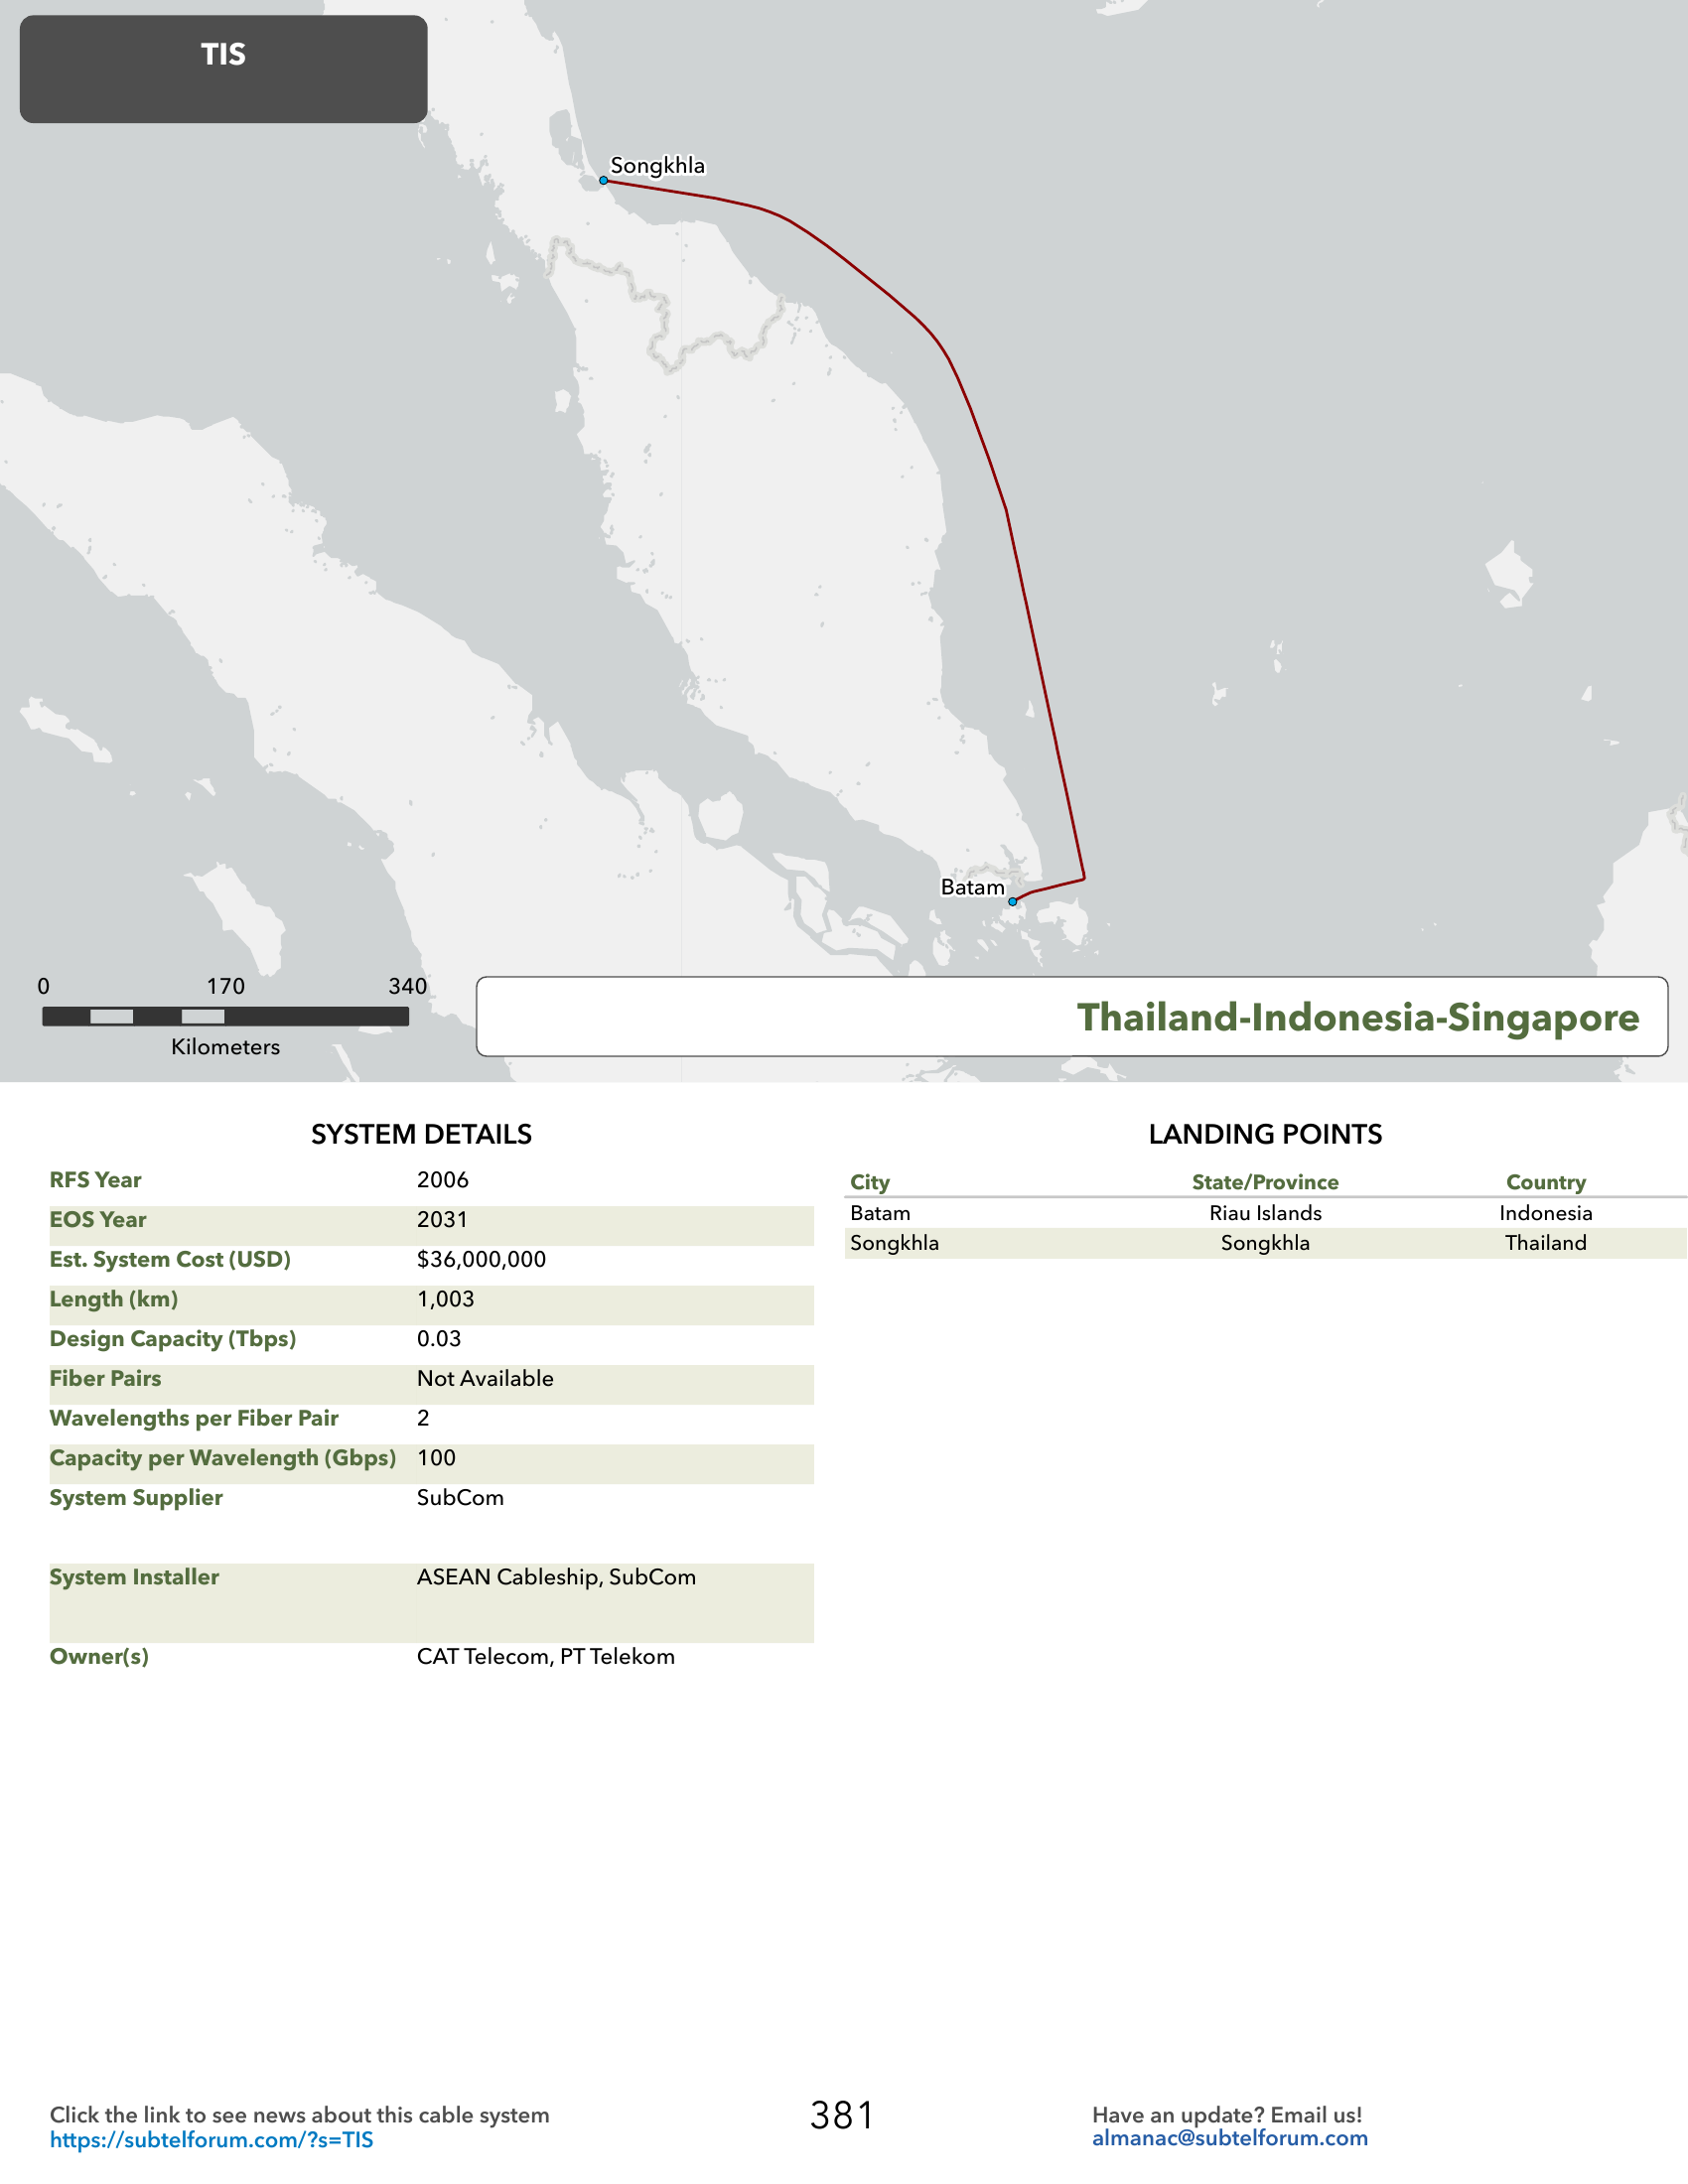 TIS
Songkhla
Batam
0 170 340
Kilometers
Thailand-Indonesia-Singapore
SYSTEM DETAILS
RFS Year 2006
EOS Year 2031
Est. System Cost (USD) $36,000,000
Length (km) 1,003
Design Capacity (Tbps) 0.03
Fiber Pairs Not Available
Wavelengths per Fiber Pair 2
Capacity per Wavelength (Gbps) 100
System Supplier SubCom
System Installer ASEAN Cableship, SubCom
Owner(s) CAT Telecom, PT Telekom
LANDING POINTS
City State/Province Country
Batam Riau Islands Indonesia
Songkhla Songkhla Thailand
Click the link to see news about this cable system
https://subtelforum.com/?s=TIS
381
Have an update? Email us!
almanac@subtelforum.com